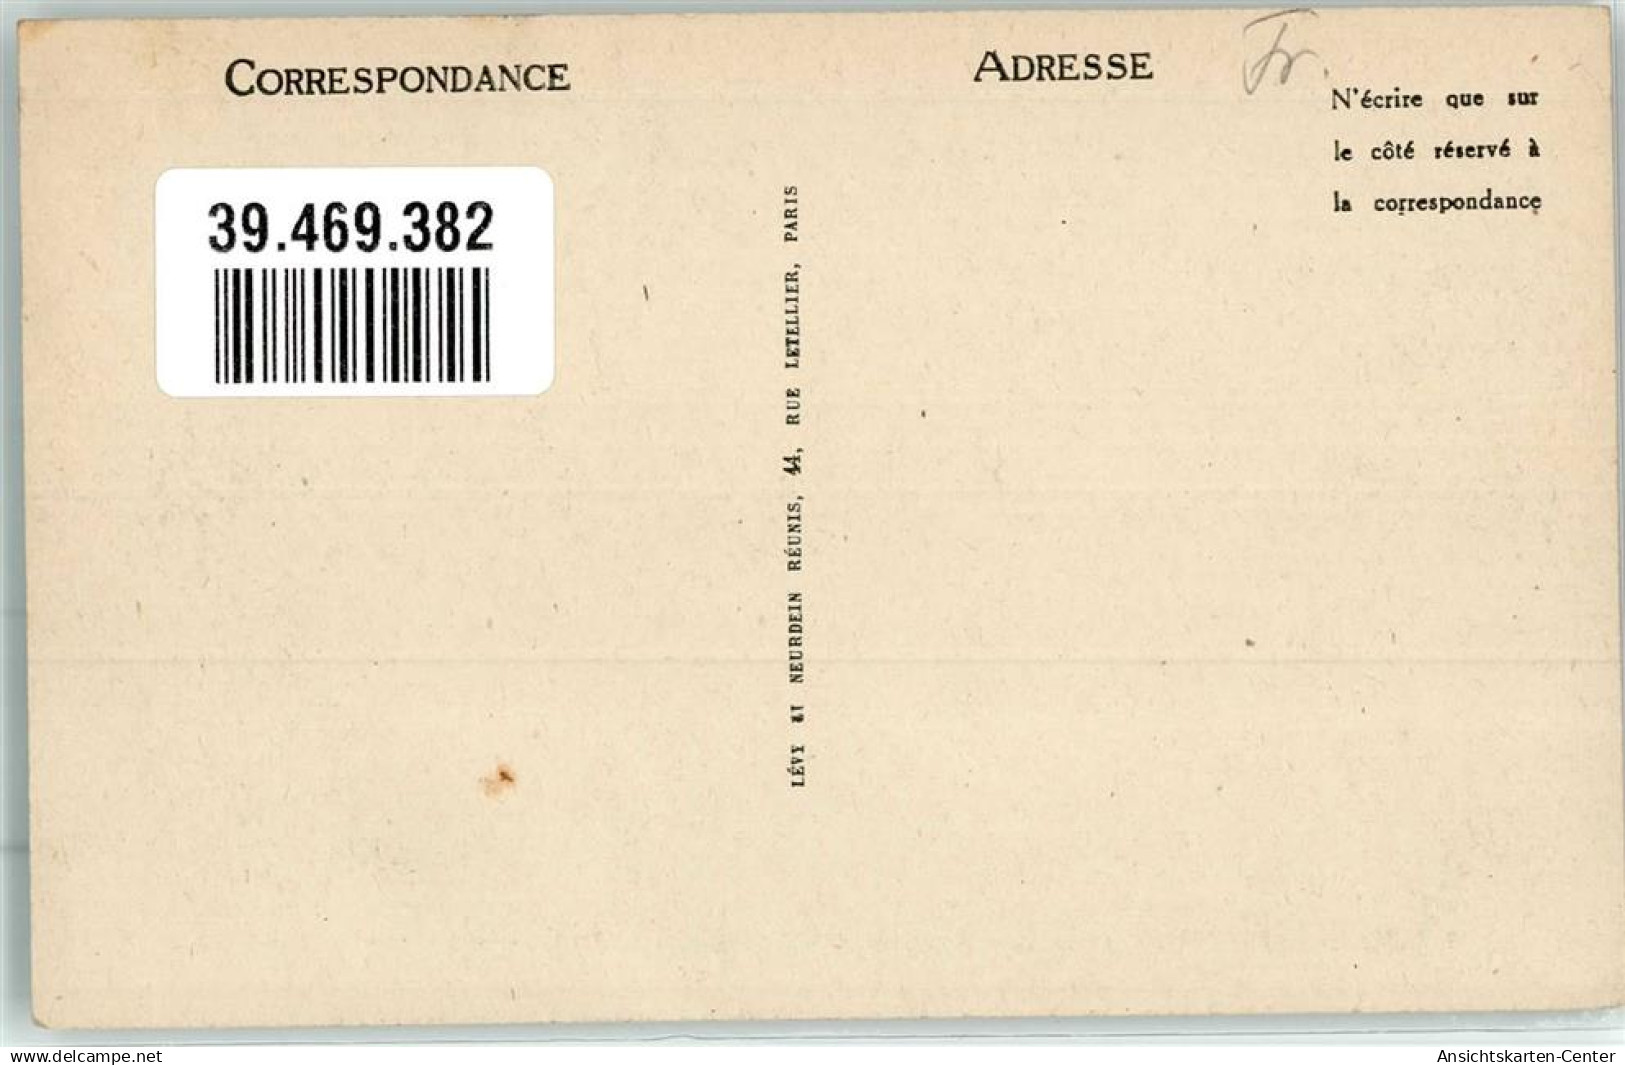 CORRESPONDANCE
ADRESSE
Fr.
N'écrire que sur
le côté réservé à
la correspondance
39.469.382
LÉVY ET NEURDEIN RÉUNIS, 44, RUE LETELLIER, PARIS
www.delcampe.net
Ansichtskarten-Center